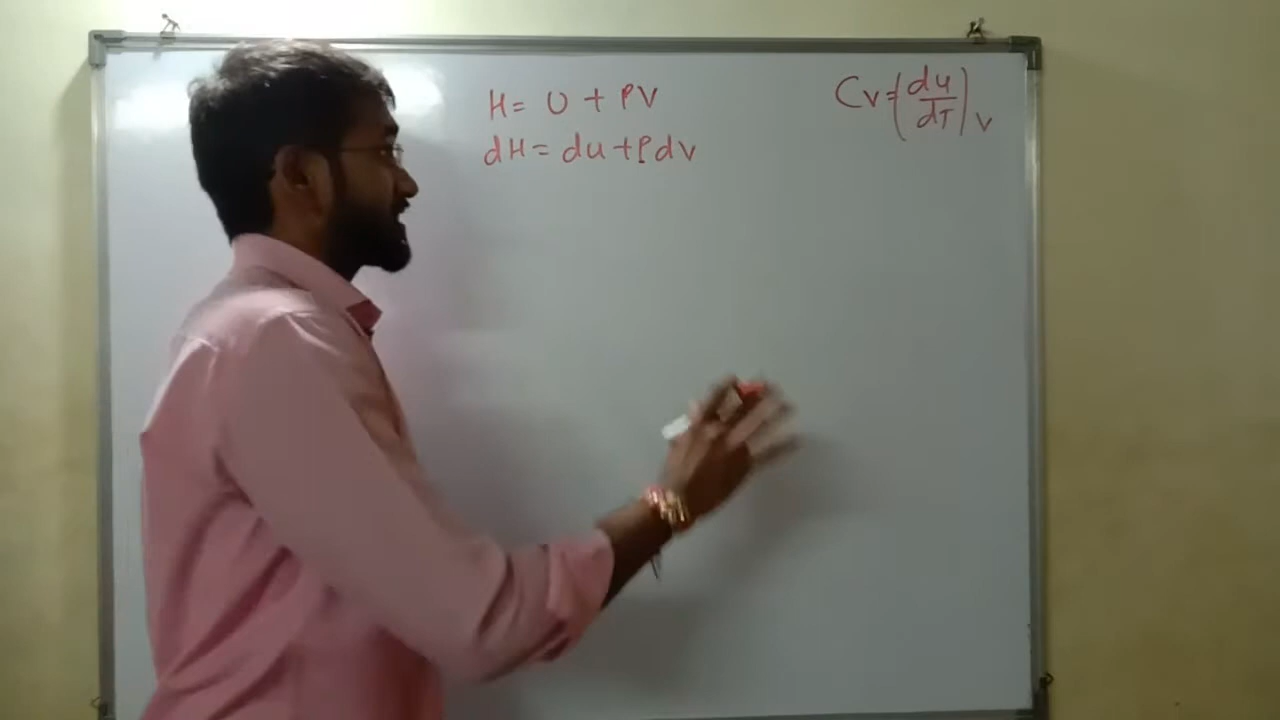 H = U + PV
dH = du + PdV
Cv = (du/dT)v